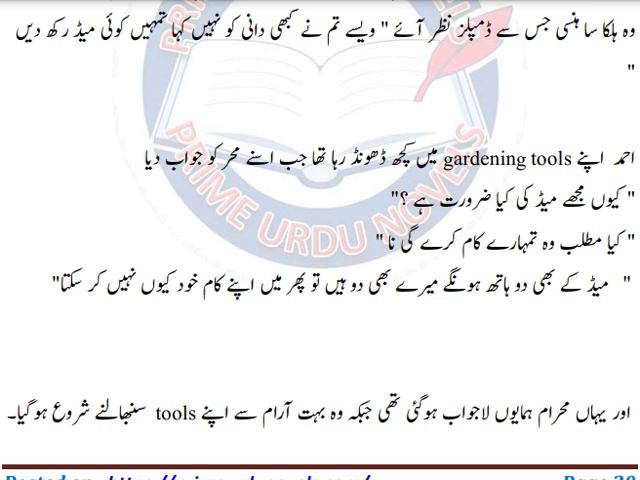 وہ ہلکا سا ہنسی جس سے ڈمپلز نظر آئے " ویسے تم نے کبھی دانی کو نہیں کہا تمہیں کوئی میڈ رکھ دیں
"
احمد اپنے gardening tools میں کچھ ڈھونڈ رہا تھا جب اسنے محر کو جواب دیا
" کیوں مجھے میڈ کی کیا ضرورت ہے ؟"
" کیا مطلب وہ تمہارے کام کرے گی نا "
" میڈ کے بھی دو ہاتھ ہونگے میرے بھی دو ہیں تو پھر میں اپنے کام خود کیوں نہیں کر سکتا"
اور یہاں محرام ہمایوں لاجواب ہوگئی تھی جبکہ وہ بہت آرام سے اپنے tools سنبھالنے شروع ہوگیا۔
PRIME URDU NOVELS